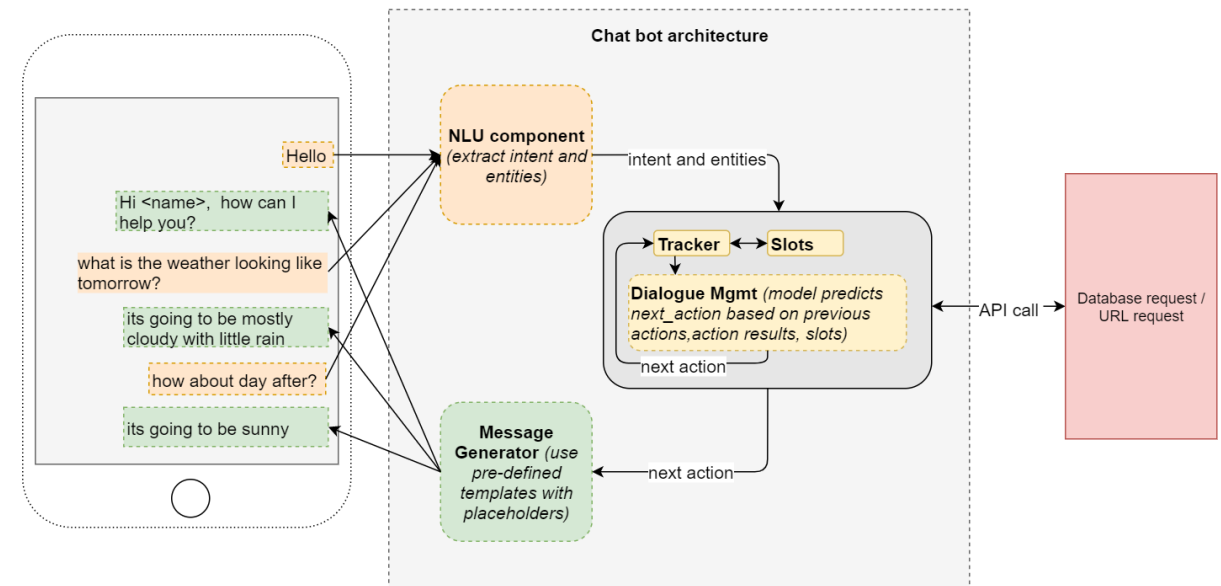 Chat bot architecture
Hello
Hi <name>,  how can I
help you?
what is the weather looking like
tomorrow?
its going to be mostly
cloudy with little rain
how about day after?
its going to be sunny
NLU component
(extract intent and
entities)
intent and entities
Tracker
Slots
Dialogue Mgmt (model predicts
next_action based on previous
actions,action results, slots)
next action
API call
Database request /
URL request
Message
Generator (use
pre-defined
templates with
placeholders)
next action